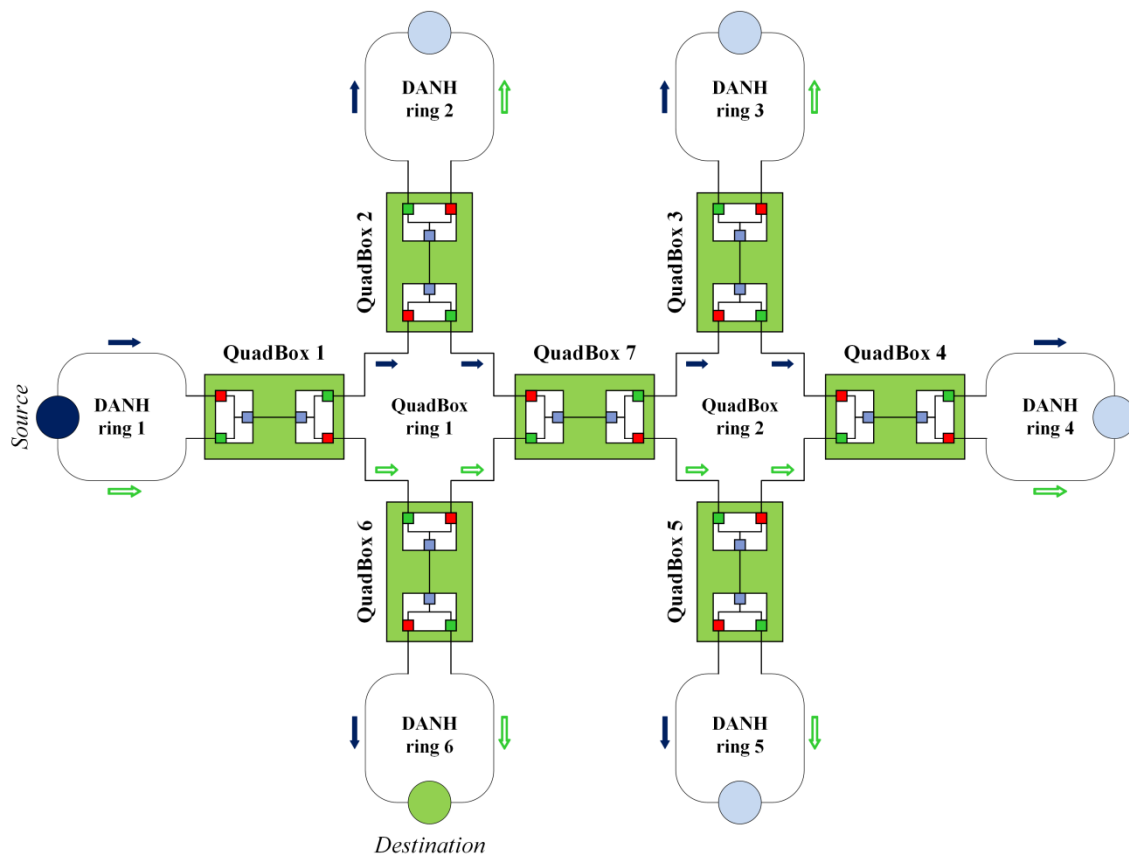 DANH
ring 2
DANH
ring 3
QuadBox 2
QuadBox 3
QuadBox 1
QuadBox 7
QuadBox 4
Source
DANH
ring 1
QuadBox
ring 1
QuadBox
ring 2
DANH
ring 4
QuadBox 6
QuadBox 5
DANH
ring 6
DANH
ring 5
Destination